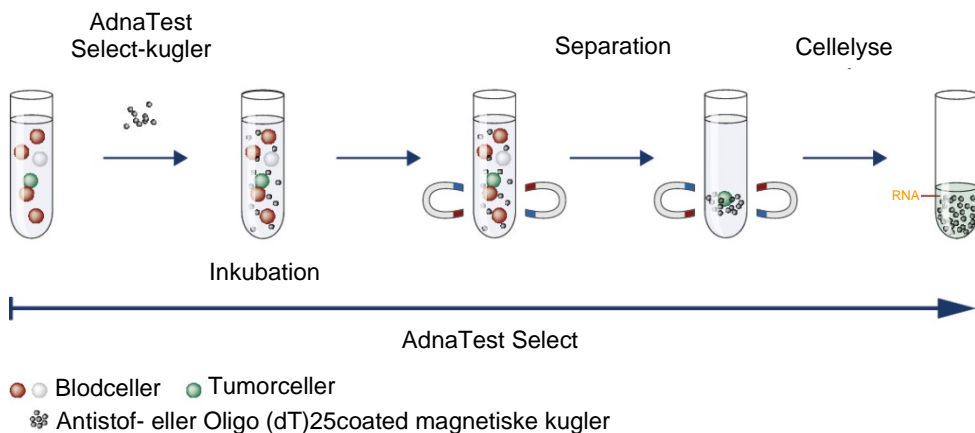 AdnaTest
Select-kugler
Separation
Cellelyse
RNA
Inkubation
AdnaTest Select
Blodceller
Tumorceller
Antistof- eller Oligo (dT)25coated magnetiske kugler